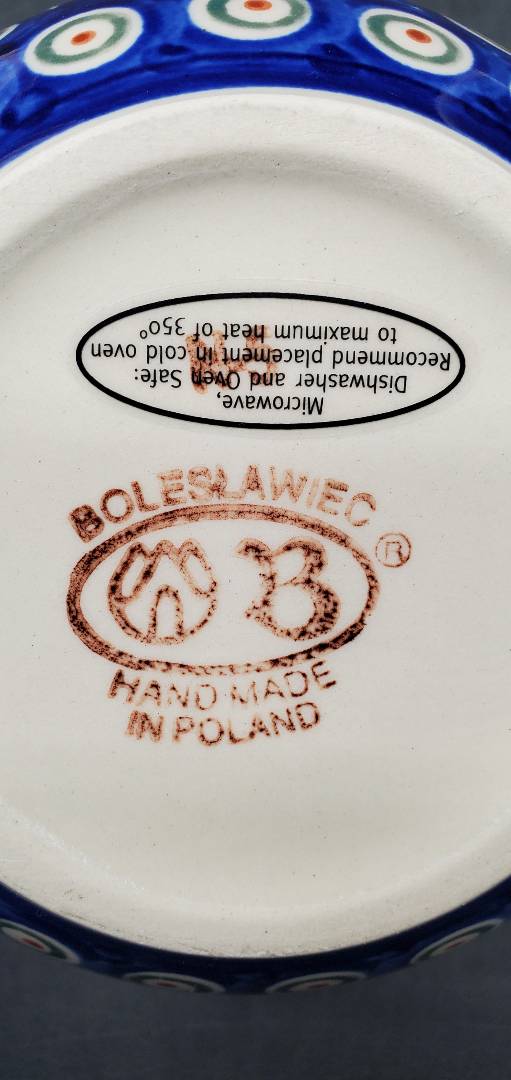 Microwave,
Dishwasher and Oven Safe:
Recommend placement in cold oven
to maximum heat of 350°
BOLESŁAWIEC
B ®
HAND MADE
IN POLAND